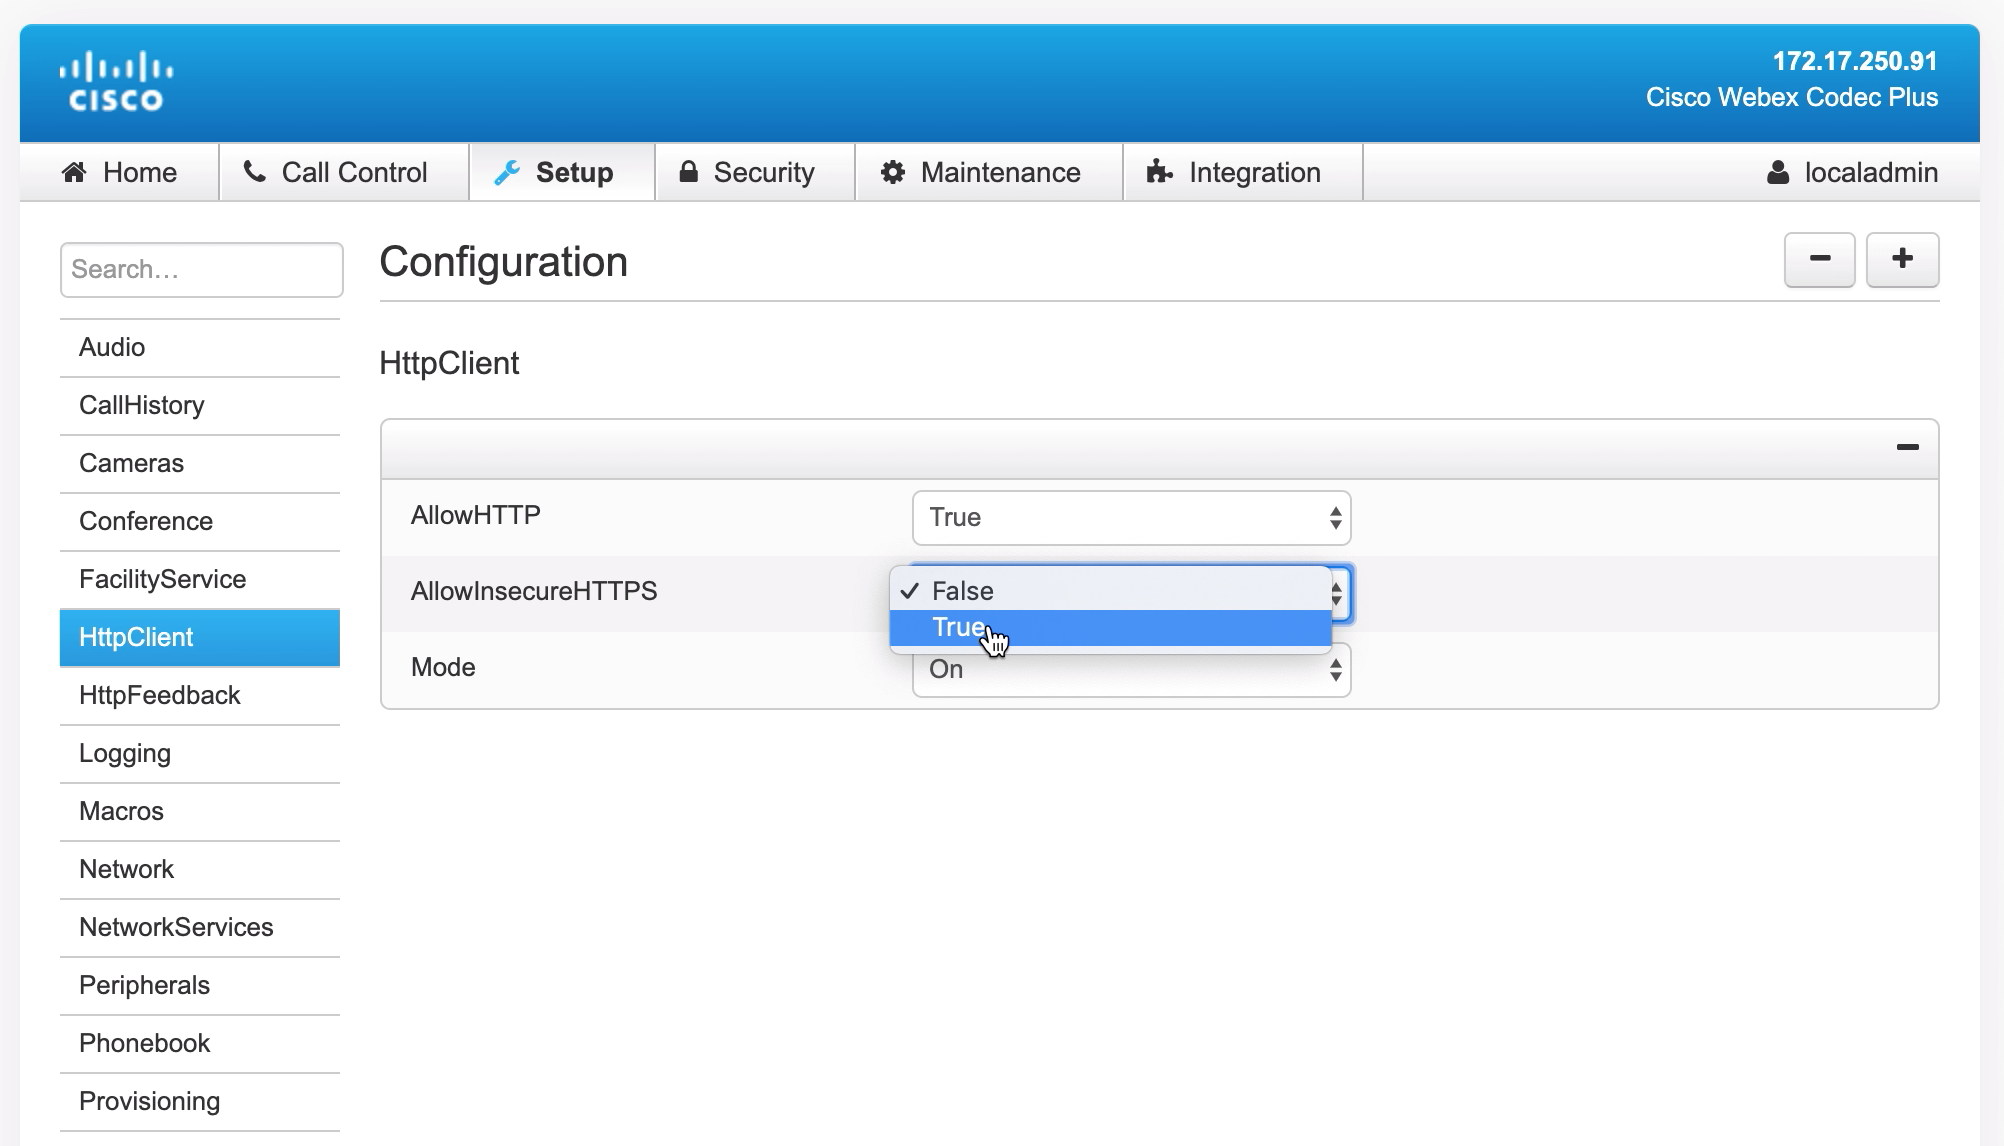 CISCO
172.17.250.91
Cisco Webex Codec Plus
Home
Call Control
Setup
Security
Maintenance
Integration
localadmin
Search…
Audio
CallHistory
Cameras
Conference
FacilityService
HttpClient
HttpFeedback
Logging
Macros
Network
NetworkServices
Peripherals
Phonebook
Provisioning
Configuration
HttpClient
AllowHTTP
True
AllowInsecureHTTPS
False
True
Mode
On